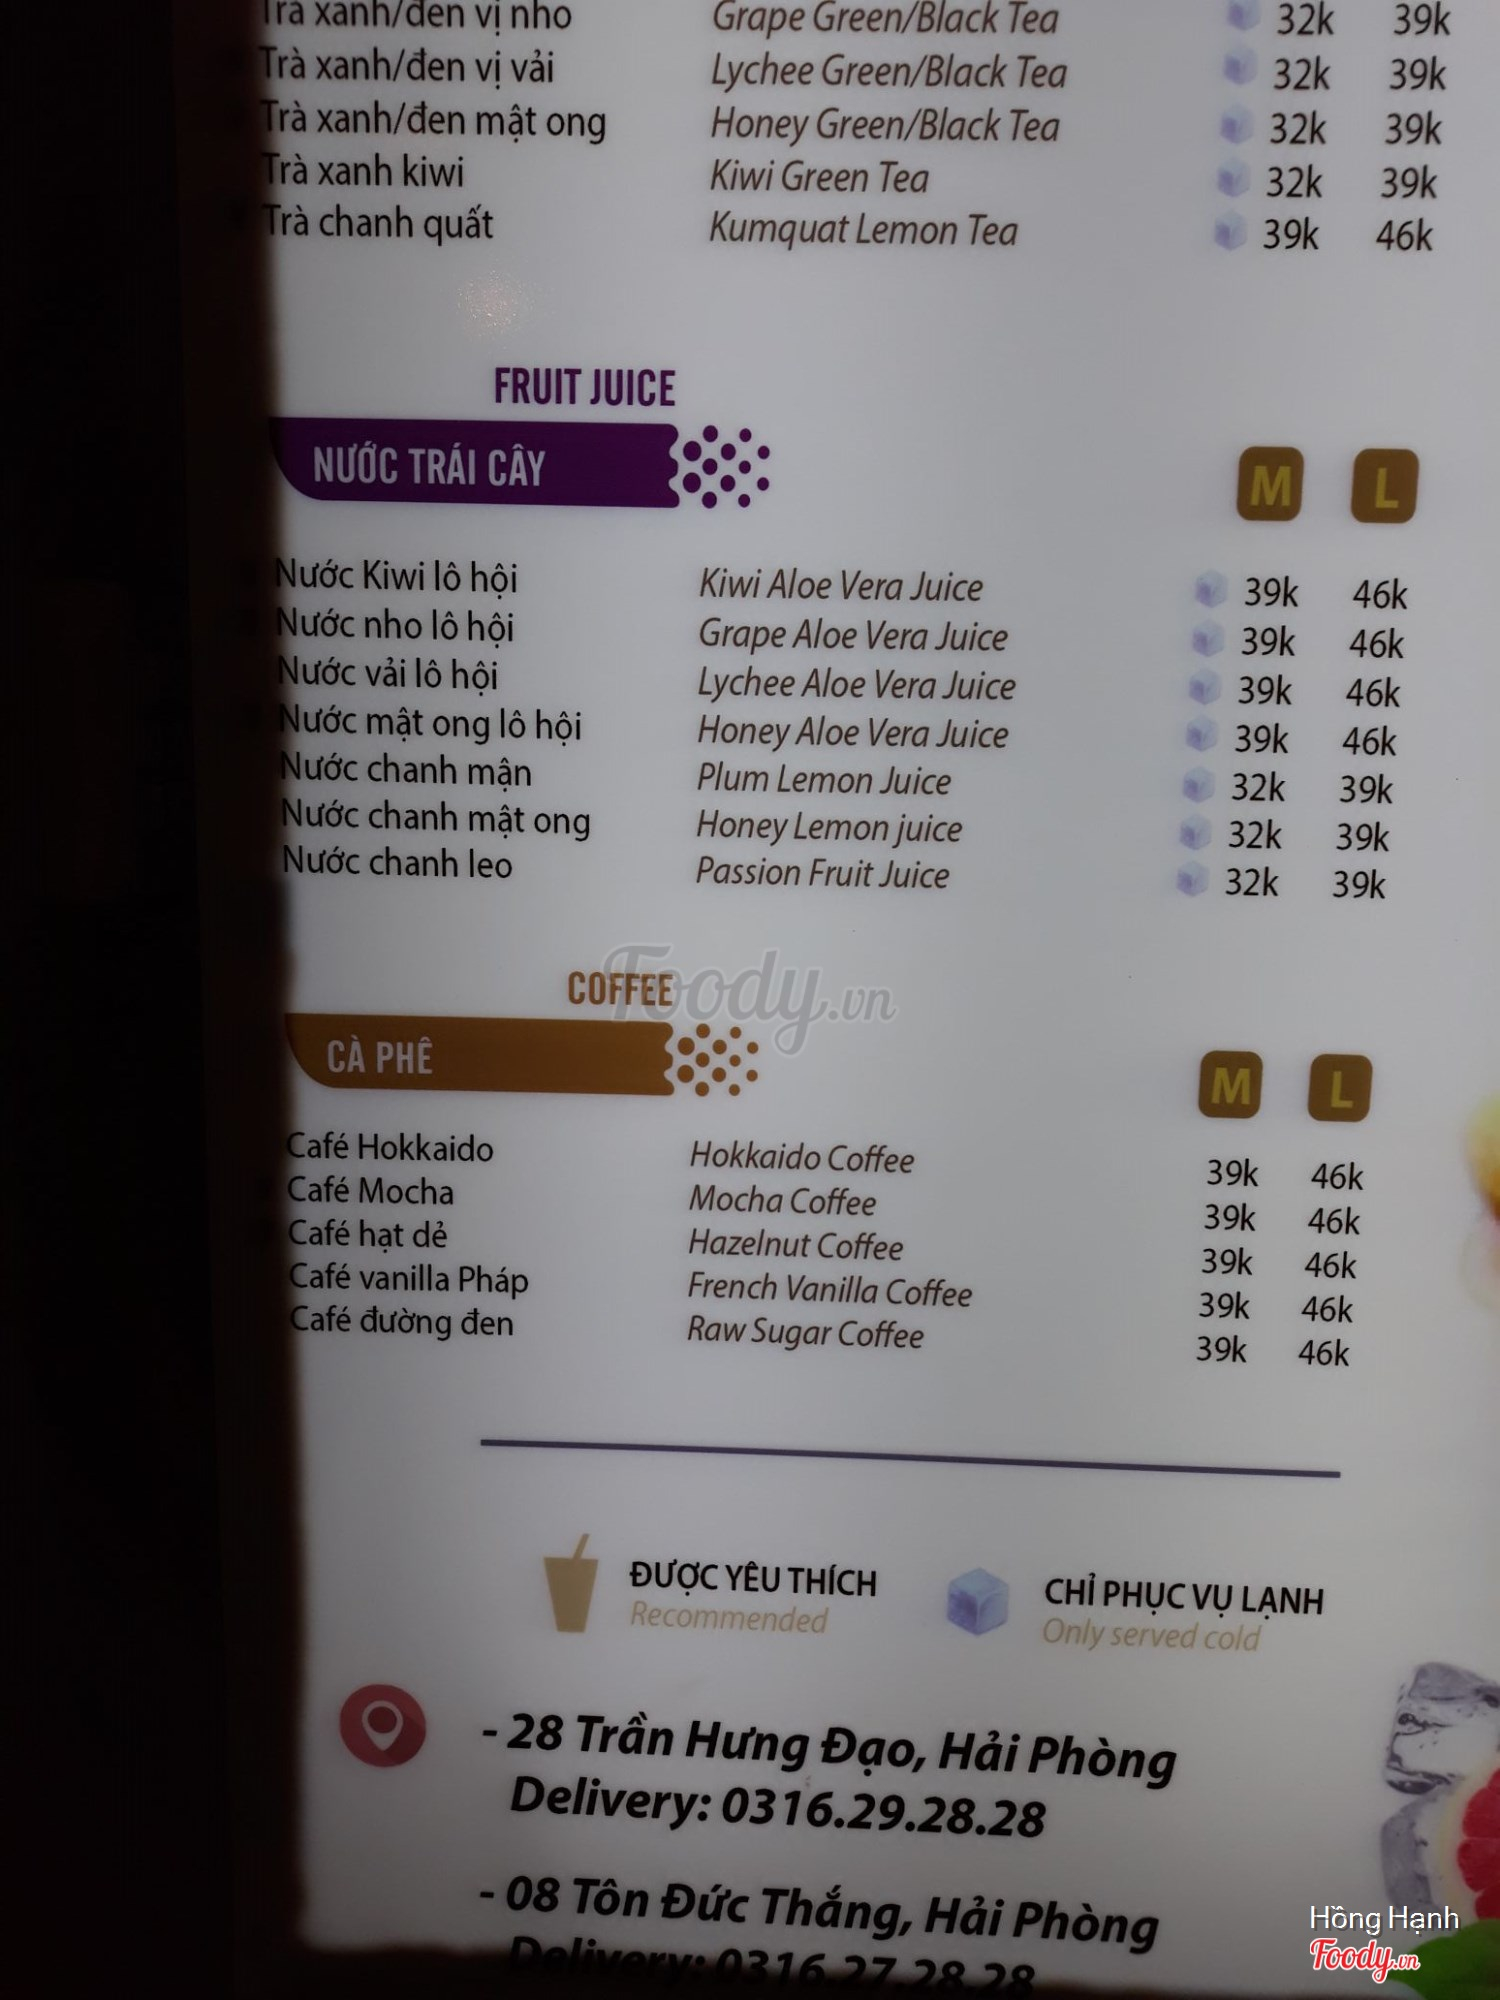 Trà xanh/đen vị nho Grape Green/Black Tea 32k 39k
Trà xanh/đen vị vải Lychee Green/Black Tea 32k 39k
Trà xanh/đen mật ong Honey Green/Black Tea 32k 39k
Trà xanh kiwi Kiwi Green Tea 32k 39k
Trà chanh quất Kumquat Lemon Tea 39k 46k
FRUIT JUICE
NƯỚC TRÁI CÂY M L
Nước Kiwi lô hội Kiwi Aloe Vera Juice 39k 46k
Nước nho lô hội Grape Aloe Vera Juice 39k 46k
Nước vải lô hội Lychee Aloe Vera Juice 39k 46k
Nước mật ong lô hội Honey Aloe Vera Juice 39k 46k
Nước chanh mận Plum Lemon Juice 32k 39k
Nước chanh mật ong Honey Lemon juice 32k 39k
Nước chanh leo Passion Fruit Juice 32k 39k
COFFEE
Foody.vn
CÀ PHÊ M L
Café Hokkaido Hokkaido Coffee 39k 46k
Café Mocha Mocha Coffee 39k 46k
Café hạt dẻ Hazelnut Coffee 39k 46k
Café vanilla Pháp French Vanilla Coffee 39k 46k
Café đường đen Raw Sugar Coffee 39k 46k
ĐƯỢC YÊU THÍCH CHỈ PHỤC VỤ LẠNH
Recommended Only served cold
- 28 Trần Hưng Đạo, Hải Phòng
Delivery: 0316.29.28.28
- 08 Tôn Đức Thắng, Hải Phòng
Delivery: 0316.27.28.28
Hồng Hạnh
Foody.vn